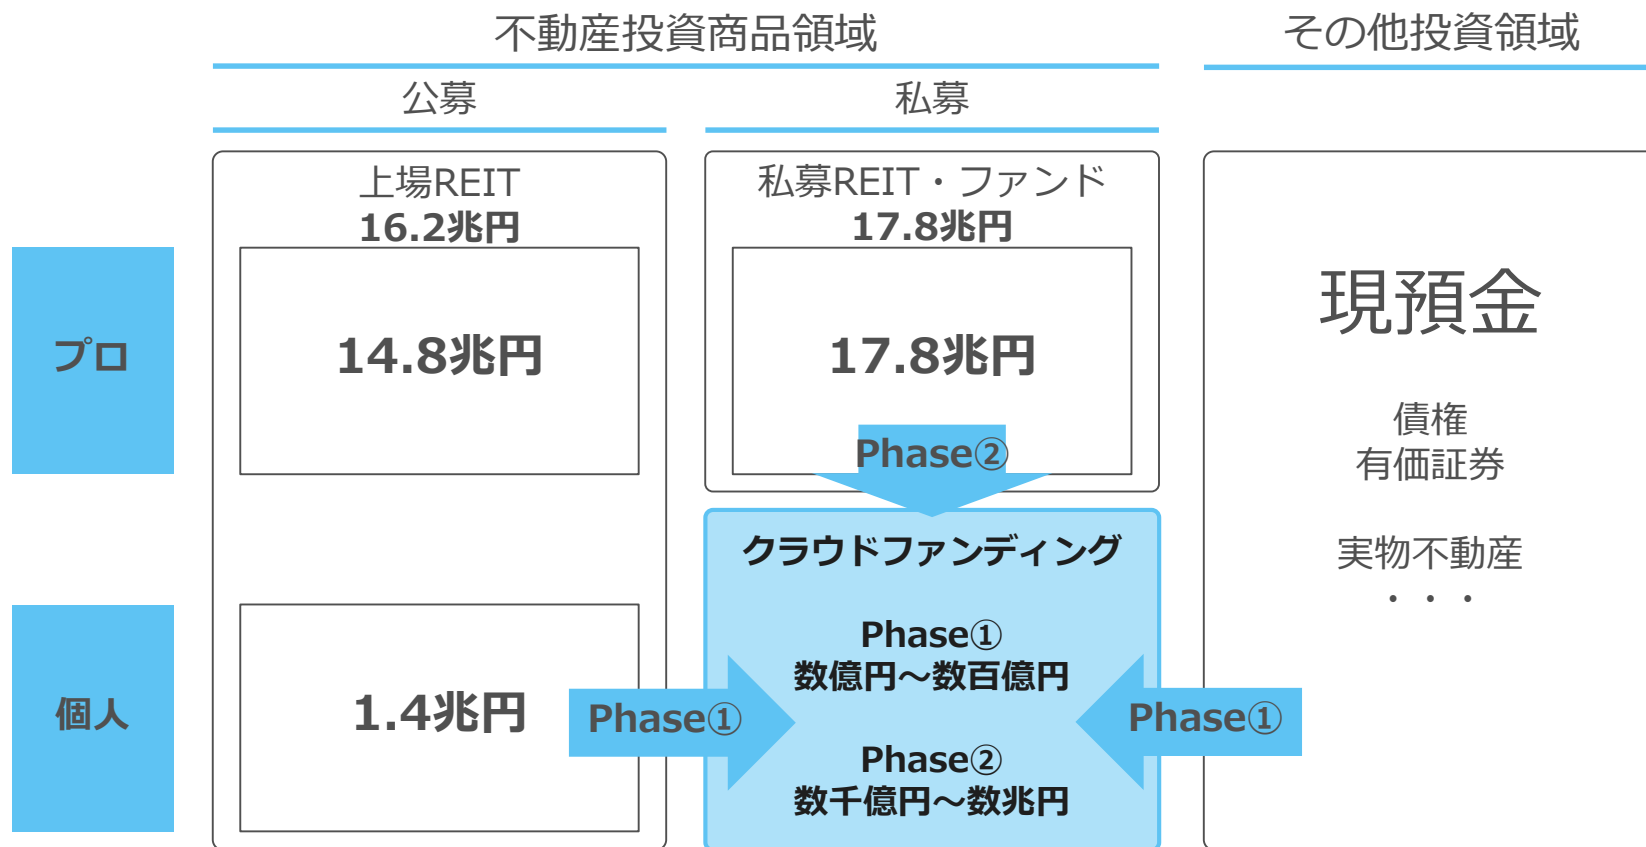 不動産投資商品領域
その他投資領域
公募
私募
上場REIT
16.2兆円
私募REIT・ファンド
17.8兆円
プロ
14.8兆円
17.8兆円
Phase②
現預金
債権
有価証券
実物不動産
・・・
クラウドファンディング
Phase①
数億円～数百億円
Phase②
数千億円～数兆円
個人
1.4兆円
Phase①
Phase①